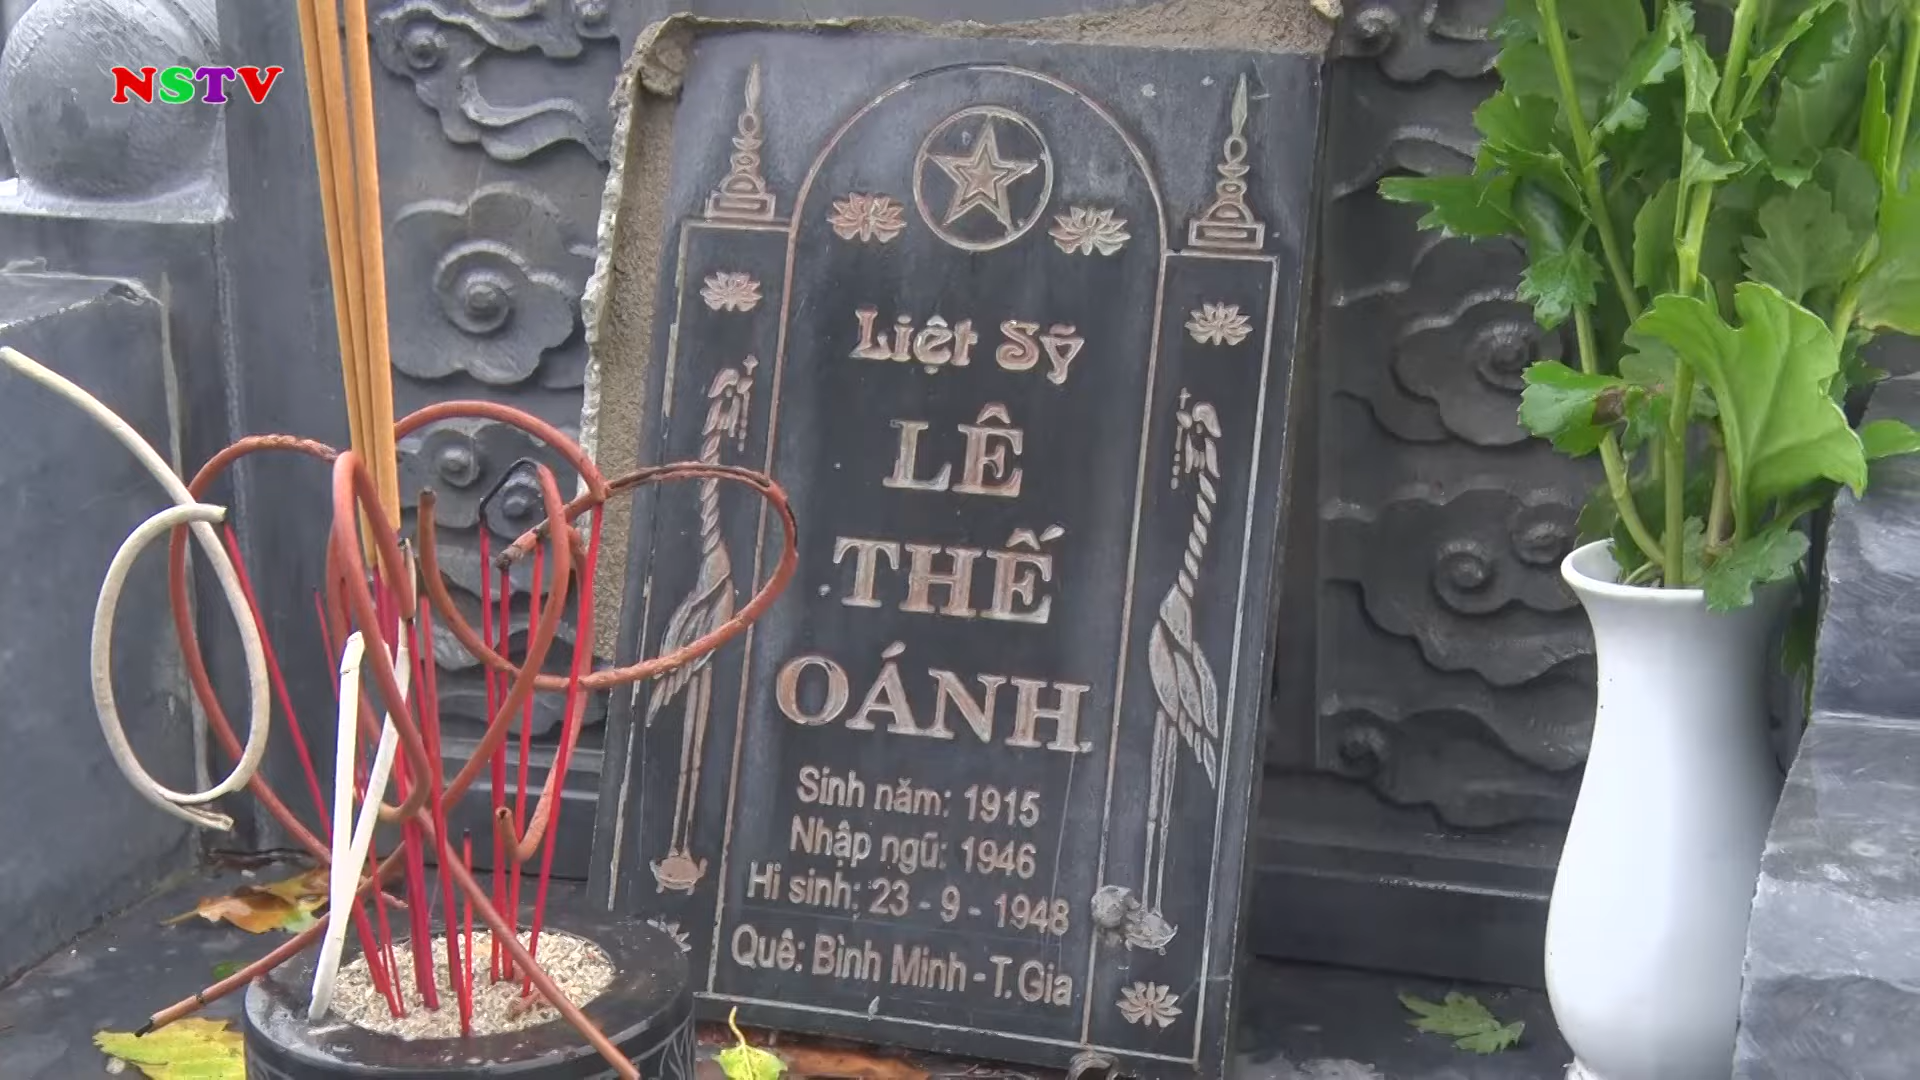 NSTV
Liệt Sỹ
LÊ
THẾ
OÁNH
Sinh năm: 1915
Nhập ngũ: 1946
Hi sinh: 23 - 9 - 1948
Quê: Bình Minh - T. Gia